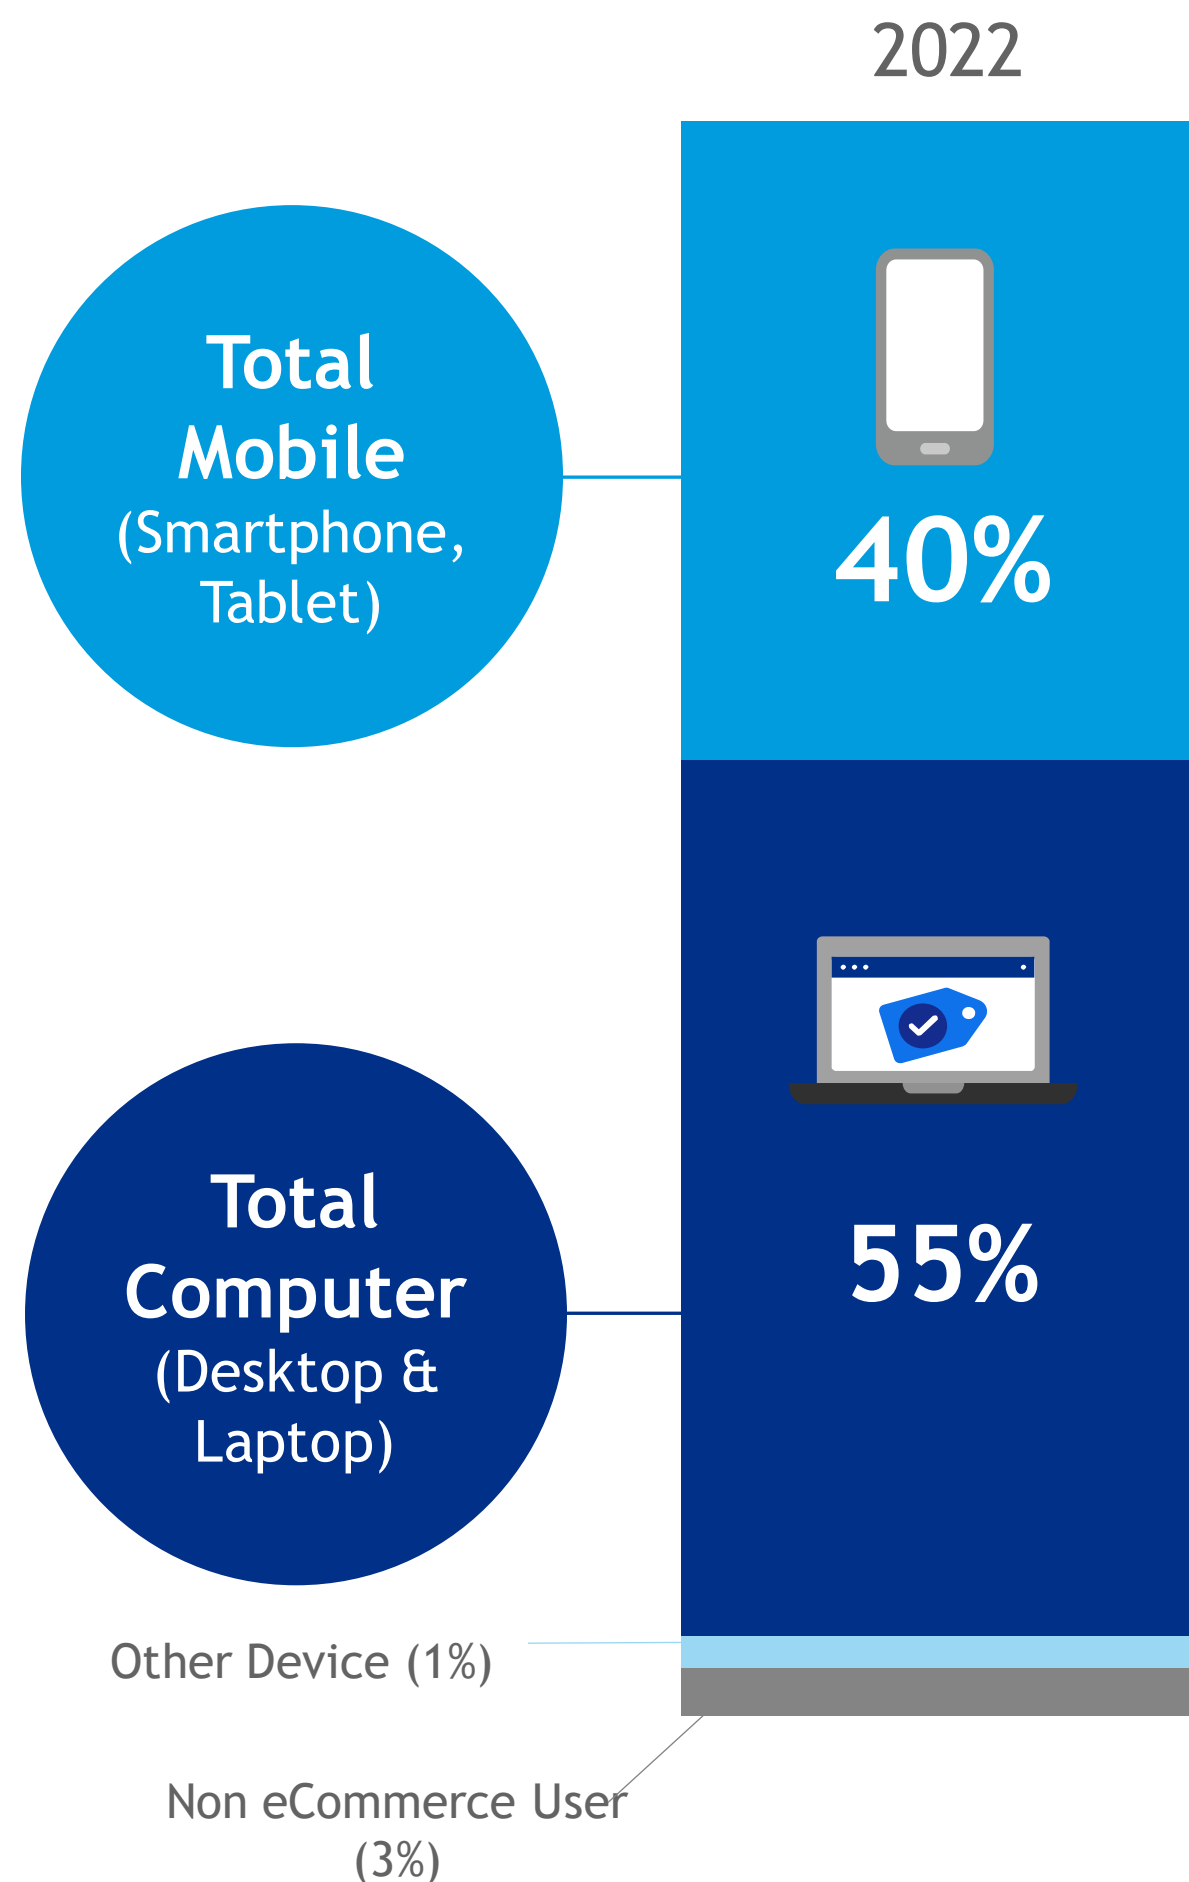 2022
Total
Mobile
(Smartphone,
Tablet)
40%
Total
Computer
(Desktop &
Laptop)
55%
Other Device (1%)
Non eCommerce User
(3%)